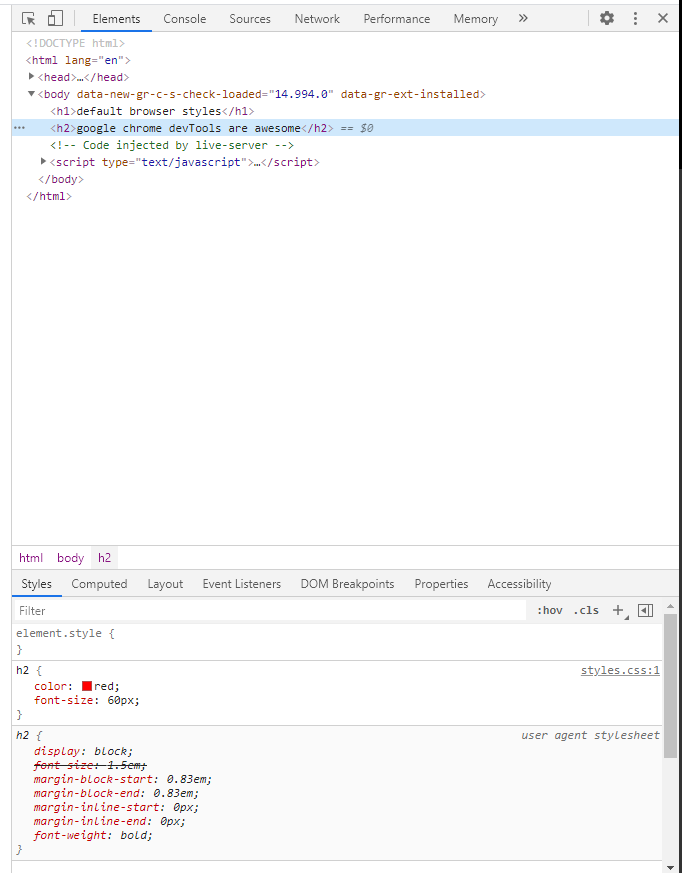 Elements Console Sources Network Performance Memory »
<!DOCTYPE html>
<html lang="en">
<head>…</head>
<body data-new-gr-c-s-check-loaded="14.994.0" data-gr-ext-installed>
<h1>default browser styles</h1>
<h2>google chrome devTools are awesome</h2> == $0
<!-- Code injected by live-server -->
<script type="text/javascript">…</script>
</body>
</html>
html body h2
Styles Computed Layout Event Listeners DOM Breakpoints Properties Accessibility
Filter :hov .cls +
element.style {
}
h2 { styles.css:1
color: red;
font-size: 60px;
}
h2 { user agent stylesheet
display: block;
font-size: 1.5em;
margin-block-start: 0.83em;
margin-block-end: 0.83em;
margin-inline-start: 0px;
margin-inline-end: 0px;
font-weight: bold;
}